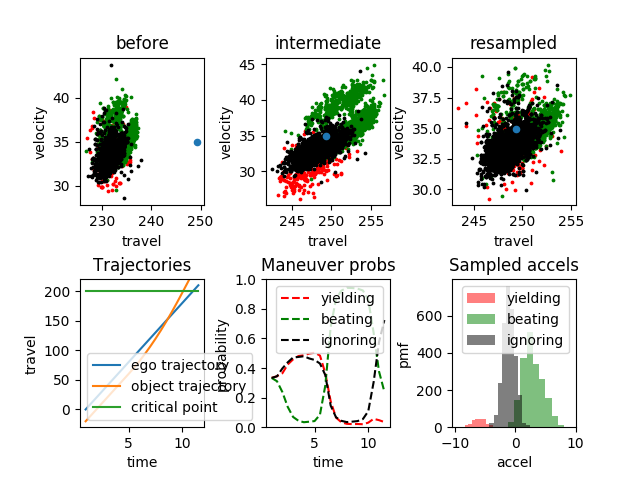 before
40
35
30
velocity
230
240
250
travel
intermediate
45
40
35
30
velocity
245
250
255
travel
resampled
40.0
37.5
35.0
32.5
30.0
velocity
245
250
255
travel
Trajectories
200
150
100
50
0
travel
ego trajectory
object trajectory
critical point
5
10
time
Maneuver probs
1.0
0.8
0.6
0.4
0.2
0.0
probability
yielding
beating
ignoring
5
10
time
Sampled accels
600
400
200
0
pmf
yielding
beating
ignoring
−10
0
10
accel